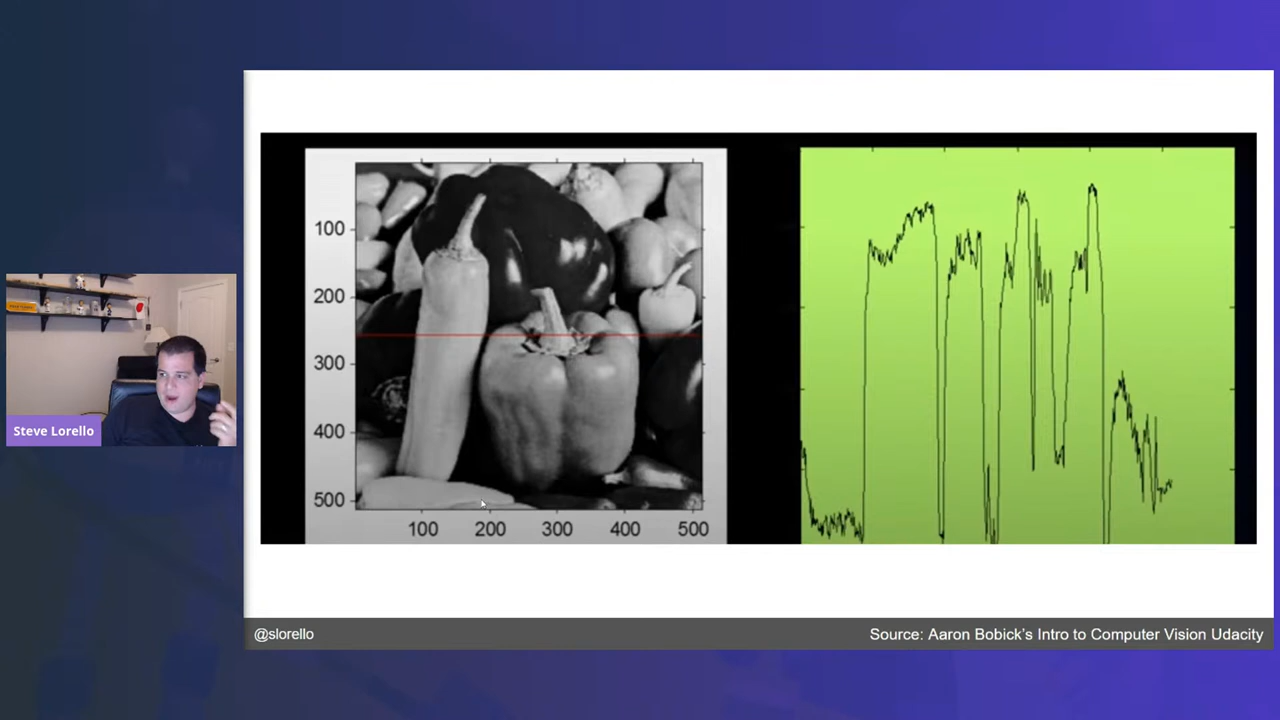 100
200
300
400
500
100 200 300 400 500
Steve Lorello
@slorello
Source: Aaron Bobick's Intro to Computer Vision Udacity